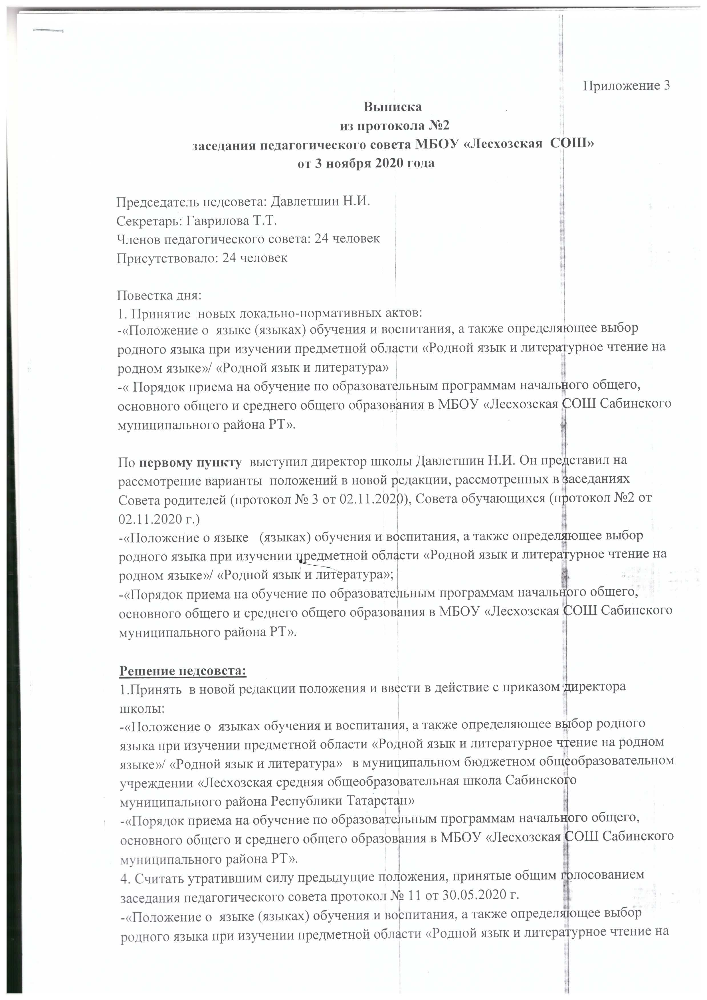 Приложение 3
Выписка
из протокола №2
заседания педагогического совета МБОУ «Лесхозская  СОШ»
от 3 ноября 2020 года
Председатель педсовета: Давлетшин Н.И.
Секретарь: Гаврилова Т.Т.
Членов педагогического совета: 24 человек
Присутствовало: 24 человек
Повестка дня:
1. Принятие  новых локально-нормативных актов:
-«Положение о  языке (языках) обучения и воспитания, а также определяющее выбор
родного языка при изучении предметной области «Родной язык и литературное чтение на
родном языке»/ «Родной язык и литература»
-« Порядок приема на обучение по образовательным программам начального общего,
основного общего и среднего общего образования в МБОУ «Лесхозская СОШ Сабинского
муниципального района РТ».
По первому пункту  выступил директор школы Давлетшин Н.И. Он представил на
рассмотрение варианты  положений в новой редакции, рассмотренных в заседаниях
Совета родителей (протокол № 3 от 02.11.2020), Совета обучающихся (протокол №2 от
02.11.2020 г.)
-«Положение о языке   (языках) обучения и воспитания, а также определяющее выбор
родного языка при изучении предметной области «Родной язык и литературное чтение на
родном языке»/ «Родной язык и литература»;
-«Порядок приема на обучение по образовательным программам начального общего,
основного общего и среднего общего образования в МБОУ «Лесхозская СОШ Сабинского
муниципального района РТ».
Решение педсовета:
1.Принять  в новой редакции положения и ввести в действие с приказом директора
школы:
-«Положение о  языках обучения и воспитания, а также определяющее выбор родного
языка при изучении предметной области «Родной язык и литературное чтение на родном
языке»/ «Родной язык и литература»   в муниципальном бюджетном общеобразовательном
учреждении «Лесхозская средняя общеобразовательная школа Сабинского
муниципального района Республики Татарстан»
-«Порядок приема на обучение по образовательным программам начального общего,
основного общего и среднего общего образования в МБОУ «Лесхозская СОШ Сабинского
муниципального района РТ».
4. Считать утратившим силу предыдущие положения, принятые общим голосованием
заседания педагогического совета протокол № 11 от 30.05.2020 г.
-«Положение о  языке (языках) обучения и воспитания, а также определяющее выбор
родного языка при изучении предметной области «Родной язык и литературное чтение на